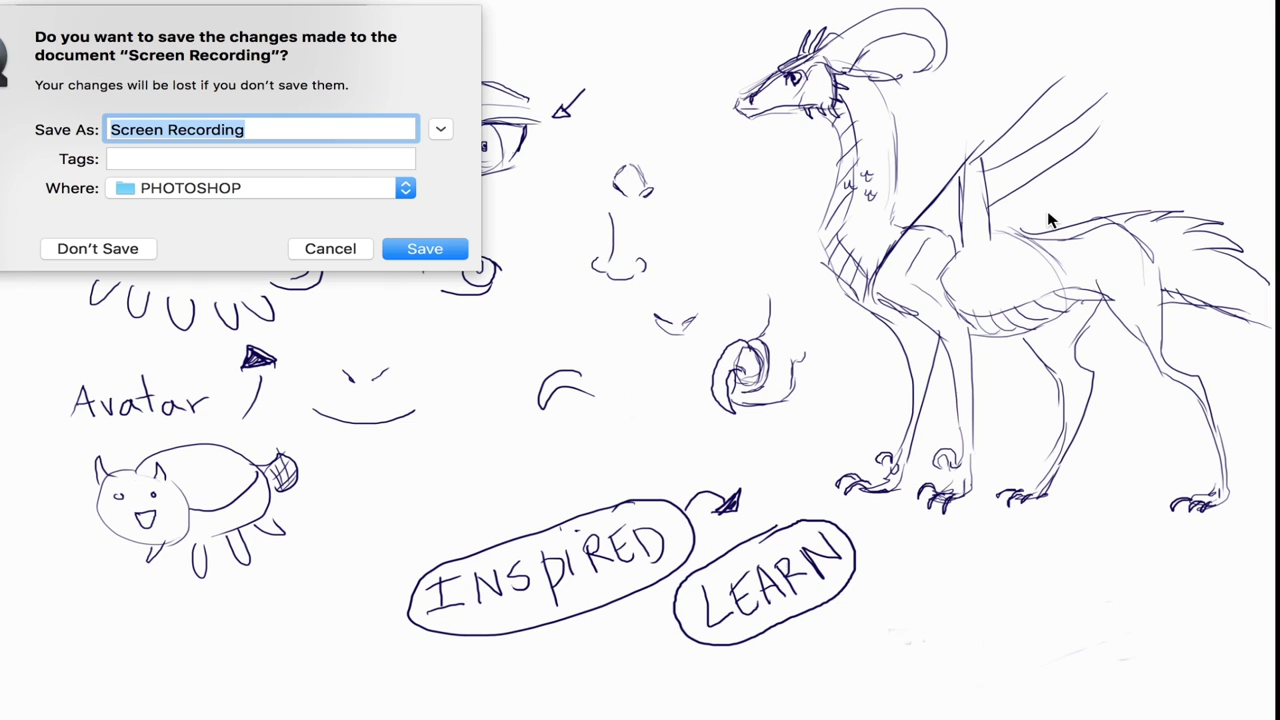 Do you want to save the changes made to the
document “Screen Recording”?
Your changes will be lost if you don’t save them.
Save As: Screen Recording
Tags:
Where: PHOTOSHOP
Don’t Save Cancel Save
Avatar
INSpiRED
LEARN